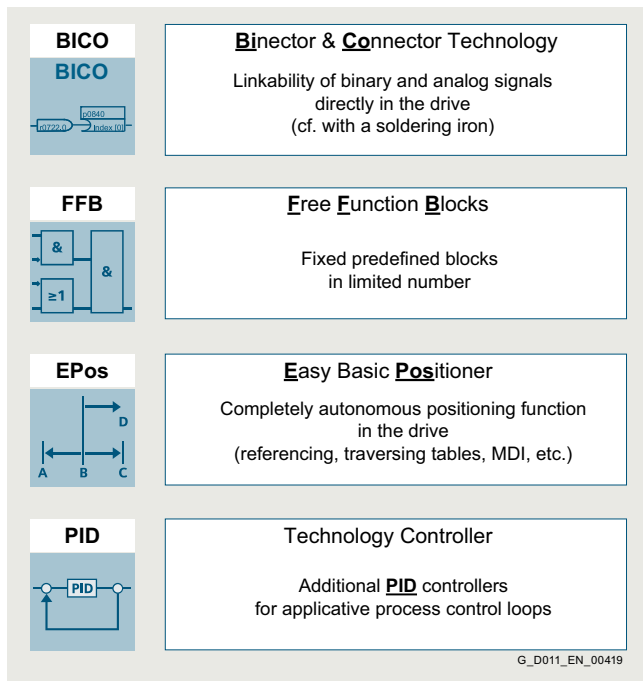 BICO
Binector & Connector Technology
BICO
p0840
r0722.0
Index [0]
Linkability of binary and analog signals
directly in the drive
(cf. with a soldering iron)
FFB
Free Function Blocks
&
&
≥1
Fixed predefined blocks
in limited number
EPos
Easy Basic Positioner
D
A B C
Completely autonomous positioning function
in the drive
(referencing, traversing tables, MDI, etc.)
PID
Technology Controller
PID
Additional PID controllers
for applicative process control loops
G_D011_EN_00419